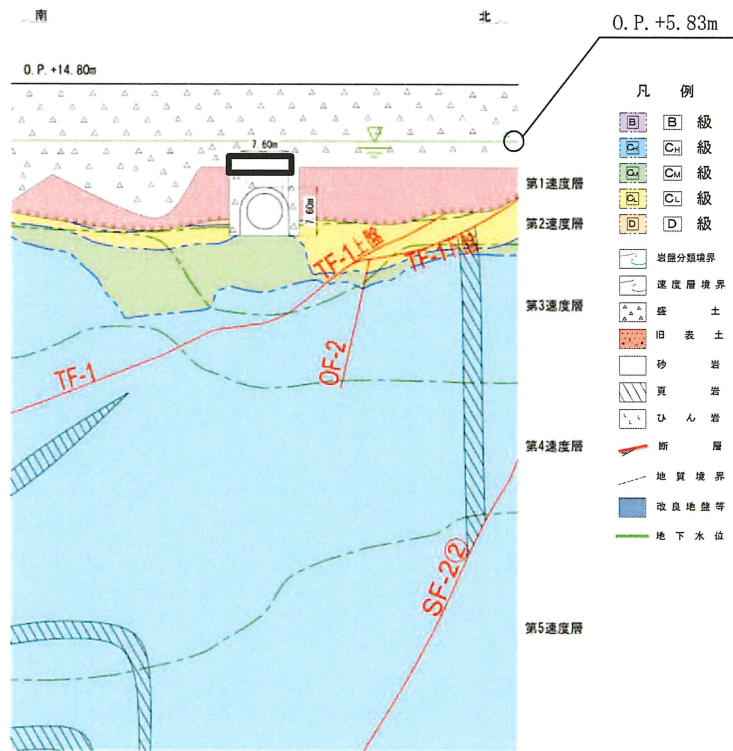 南
北
O.P.+5.83m
O.P.+14.80m
7.60m
7.60m
第1速度層
第2速度層
第3速度層
第4速度層
第5速度層
TF-1上盤
TF-1下盤
TF-1
OF-2
SF-2②
凡 例
B B 級
CH CH 級
CM CM 級
CL CL 級
D D 級
岩盤分類境界
速度層境界
盛 土
旧 表 土
砂 岩
頁 岩
ひ ん 岩
断 層
地 質 境 界
改 良 地 盤 等
地 下 水 位